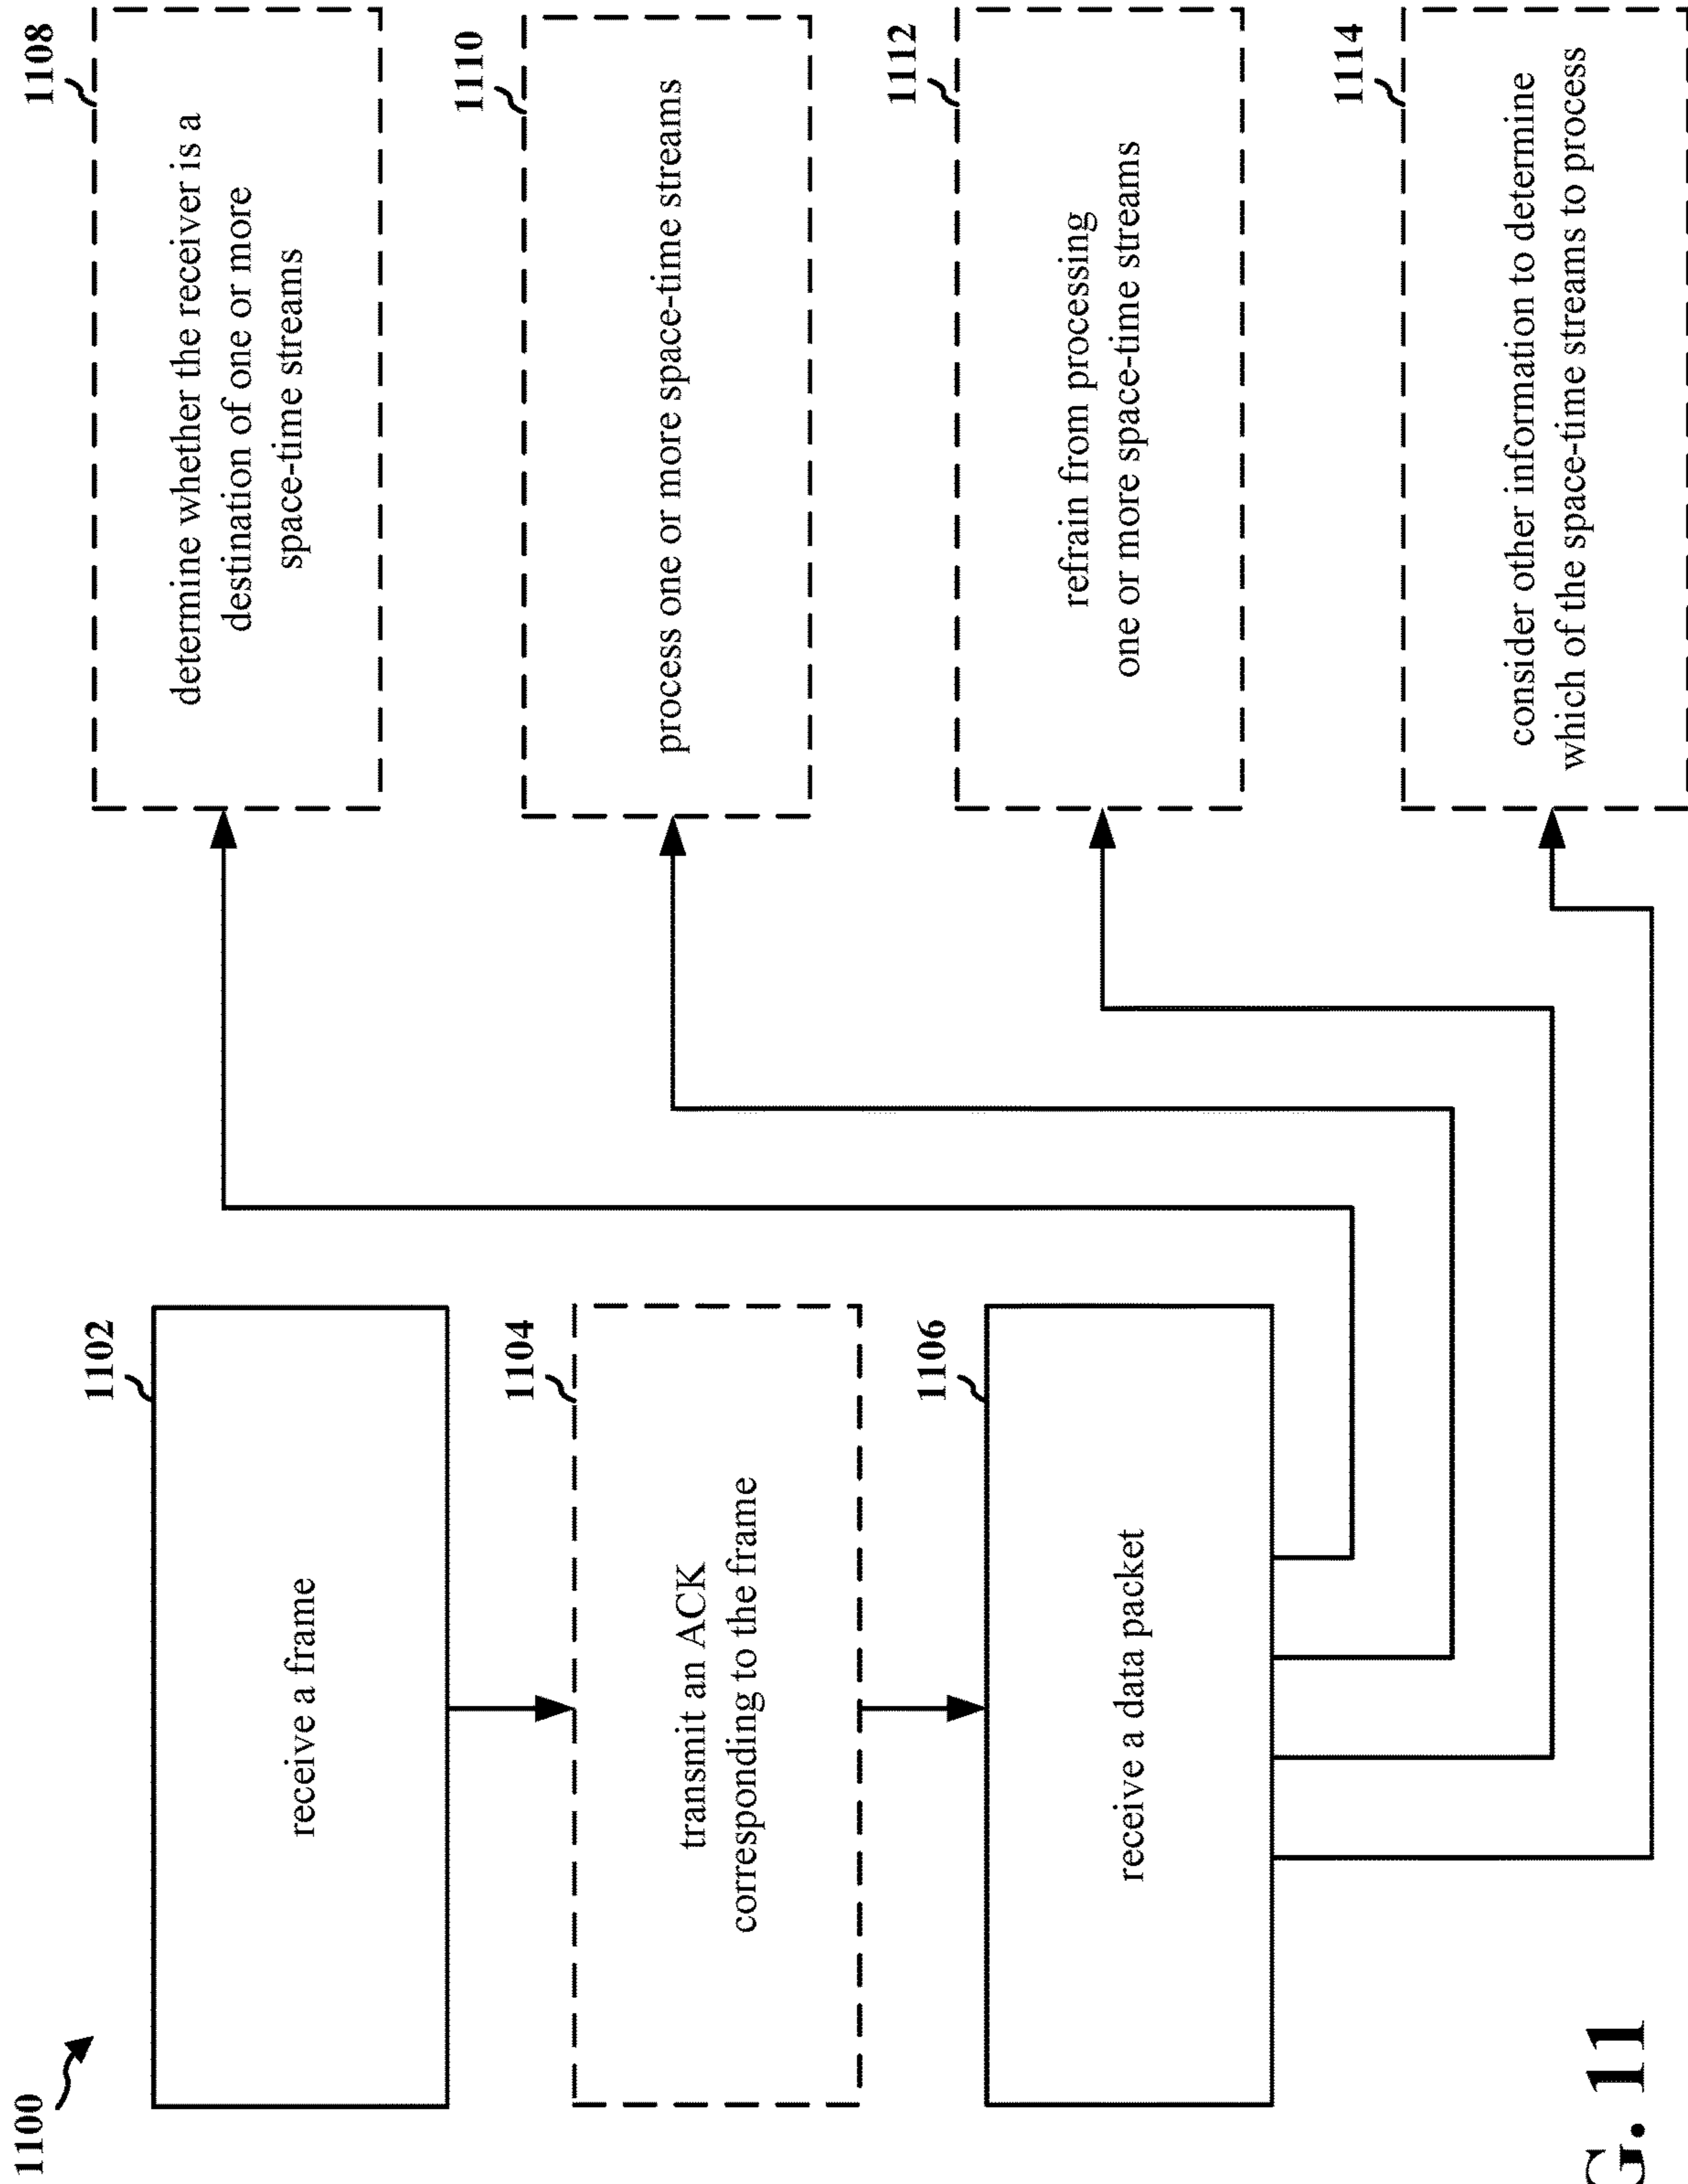 1100
1102
receive a frame
1104
transmit an ACK
corresponding to the frame
1106
receive a data packet
1108
determine whether the receiver is a
destination of one or more
space-time streams
1110
process one or more space-time streams
1112
refrain from processing
one or more space-time streams
1114
consider other information to determine
which of the space-time streams to process
G. 11